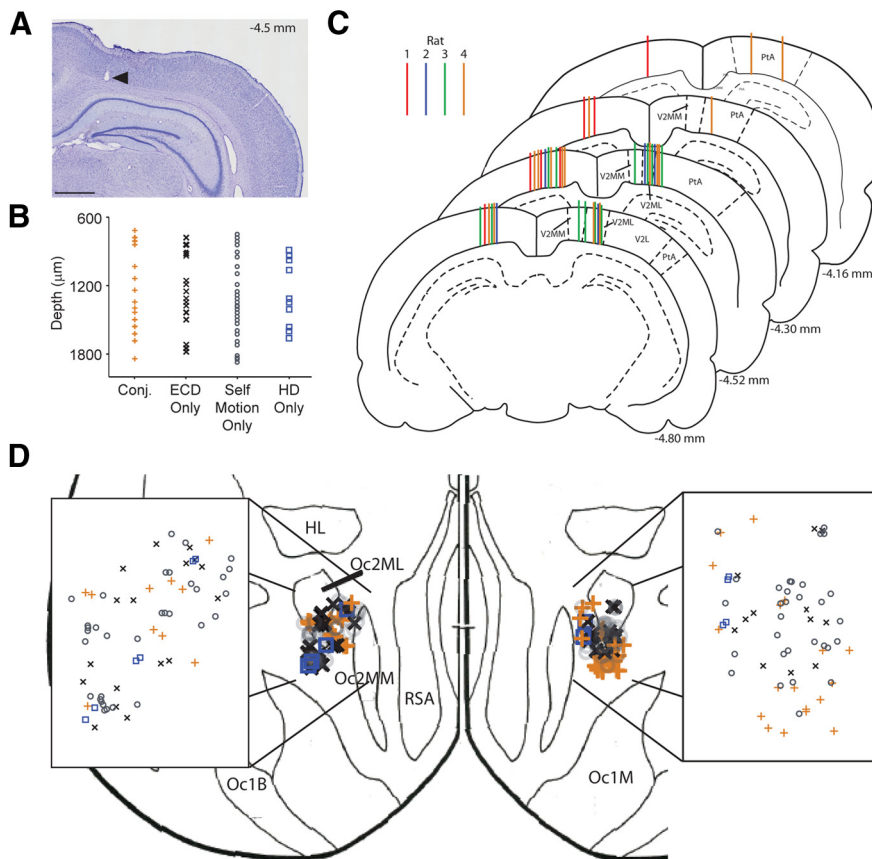 A
-4.5 mm
B
600
1200
1800
Depth (μm)
Conj.
ECD
Only
Self
Motion
Only
HD
Only
C
Rat
1 2 3 4
PtA
V2MM
PtA
-4.16 mm
V2MM
PtA
V2ML
-4.30 mm
V2MM
V2ML
V2L
PtA
-4.52 mm
-4.80 mm
D
HL
Oc2ML
Oc2MM
RSA
Oc1B
Oc1M